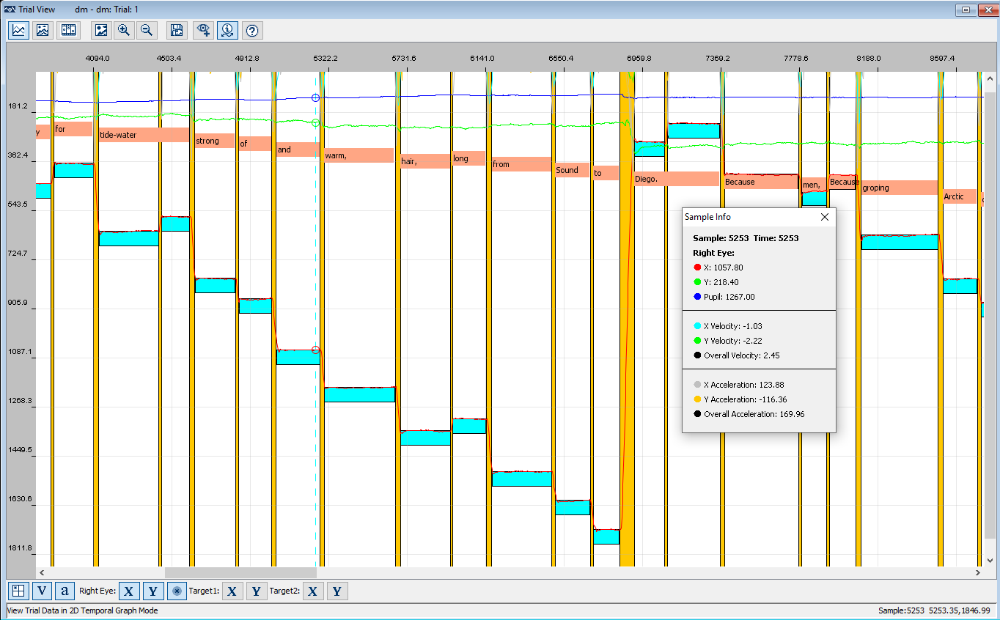 Trial View dm - dm: Trial: 1
4094.0 4503.4 4912.8 5322.2 5731.6 6141.0 6550.4 6959.8 7369.2 7778.6 8188.0 8597.4
181.2
362.4
543.5
724.7
905.9
1087.1
1268.3
1449.5
1630.6
1811.8
y
for
tide-water
strong
of
and
warm,
hair,
long
from
Sound
to
Diego.
Because
men,
Because
groping
Arctic
Sample Info
Sample: 5253 Time: 5253
Right Eye:
X: 1057.80
Y: 218.40
Pupil: 1267.00
X Velocity: -1.03
Y Velocity: -2.22
Overall Velocity: 2.45
X Acceleration: 123.88
Y Acceleration: -116.36
Overall Acceleration: 169.96
V a Right Eye: X Y Target1: X Y Target2: X Y
View Trial Data in 2D Temporal Graph Mode
Sample:5253 5253.35,1846.99